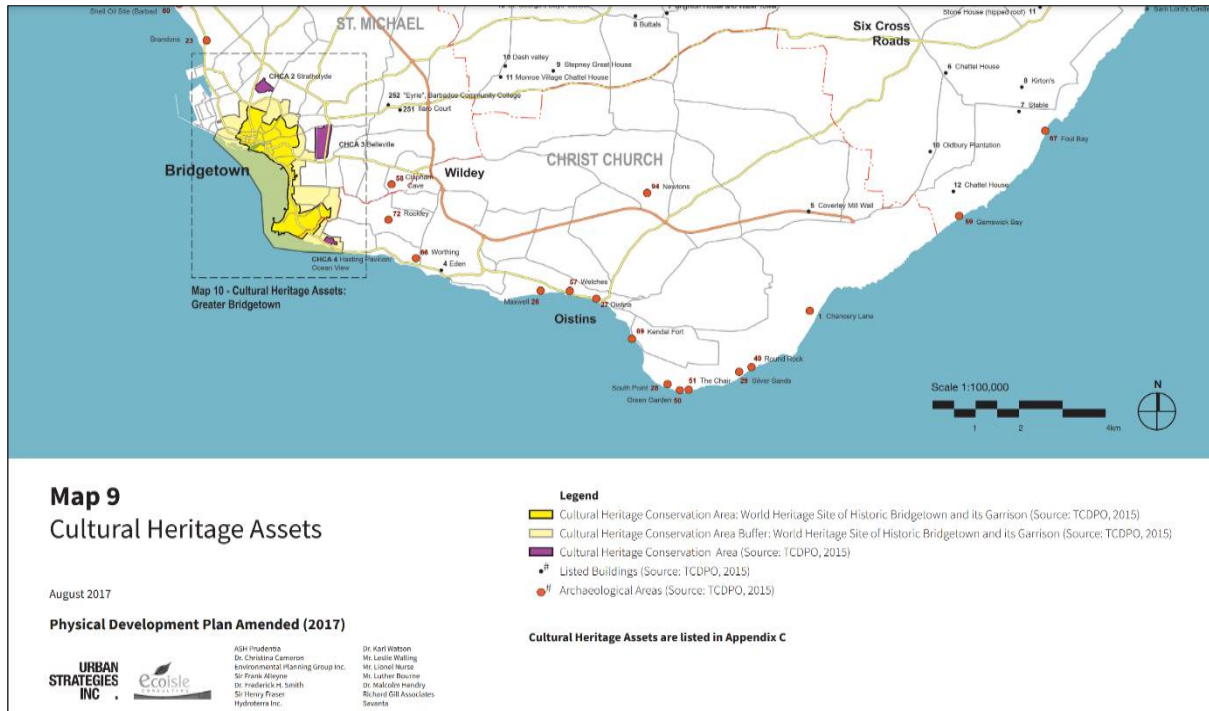 Shell Oil Site (Barbad 60
ST. MICHAEL
8 Buttals
Six Cross
Roads
Stone House (hipped roof) 11
Sam Lord's Castle
Brandons 23
10 Dash valley
9 Stepney Great House
11 Monroe Village Chattel House
6 Chattel House
8 Kirton's
7 Stable
CHCA 2 Strathclyde
252 "Eyrie", Barbados Community College
251 Ilaro Court
67 Foul Bay
CHCA 3 Belleville
CHRIST CHURCH
10 Oldbury Plantation
Bridgetown
Wildey
58 Clapham
Cave
94 Newtons
12 Chattel House
72 Rockley
5 Coverley Mill Wall
59 Gemswick Bay
66 Worthing
CHCA 4 Hasting Pavilion/
Ocean View
4 Eden
Map 10 - Cultural Heritage Assets:
Greater Bridgetown
57 Welches
Maxwell 26
27 Oistins
Oistins
1 Chancery Lane
69 Kendal Fort
49 Round Rock
South Point 28
51 The Chair
29 Silver Sands
Green Garden 50
Scale 1:100,000
N
1 2 4km
Map 9
Cultural Heritage Assets
August 2017
Physical Development Plan Amended (2017)
URBAN
STRATEGIES
INC .
ecoisle
CONSULTING
ASH Prudentia
Dr. Christina Cameron
Environmental Planning Group Inc.
Sir Frank Alleyne
Dr. Frederick H. Smith
Sir Henry Fraser
Hydroterra Inc.
Dr. Karl Watson
Mr. Leslie Walling
Mr. Lionel Nurse
Mr. Luther Bourne
Dr. Malcolm Hendry
Richard Gill Associates
Savanta
Legend
Cultural Heritage Conservation Area: World Heritage Site of Historic Bridgetown and its Garrison (Source: TCDPO, 2015)
Cultural Heritage Conservation Area Buffer: World Heritage Site of Historic Bridgetown and its Garrison (Source: TCDPO, 2015)
Cultural Heritage Conservation Area (Source: TCDPO, 2015)
# Listed Buildings (Source: TCDPO, 2015)
# Archaeological Areas (Source: TCDPO, 2015)
Cultural Heritage Assets are listed in Appendix C